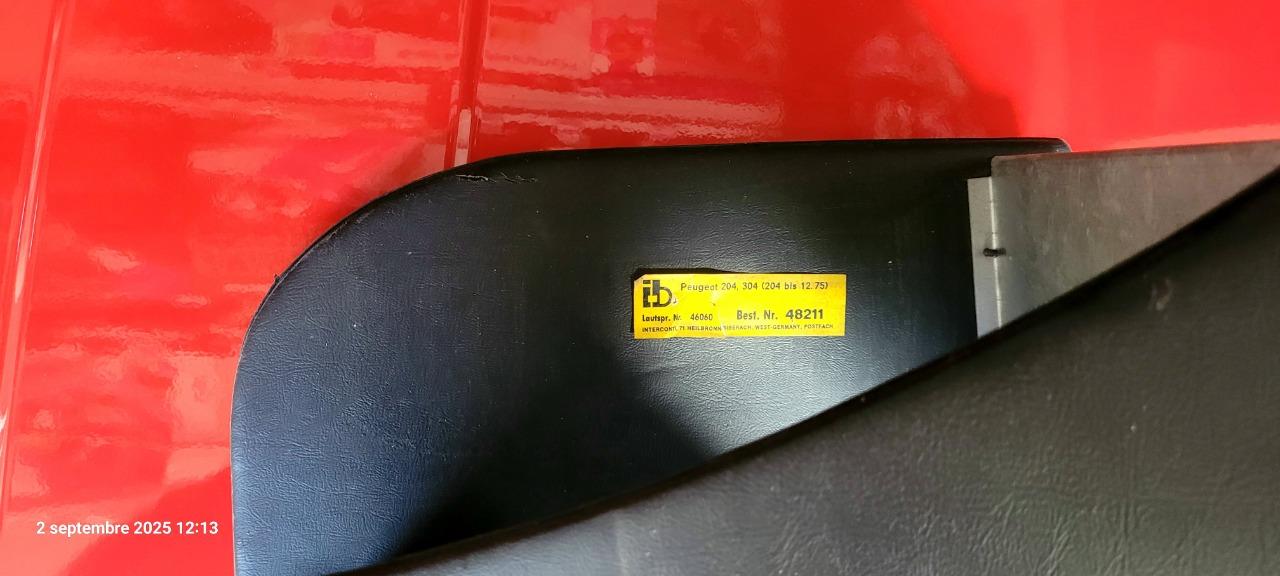 ib
Peugeot 204, 304 (204 bis 12.75)
Lautspr. Nr. 46060 Best. Nr. 48211
INTERCONTI, 71 HEILBRONN BIBERACH, WEST-GERMANY, POSTFACH
2 septembre 2025 12:13